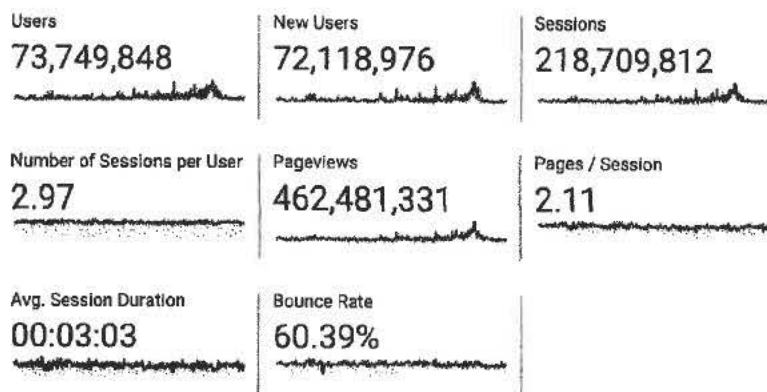 Users
73,749,848
New Users
72,118,976
Sessions
218,709,812
Number of Sessions per User
2.97
Pageviews
462,481,331
Pages / Session
2.11
Avg. Session Duration
00:03:03
Bounce Rate
60.39%